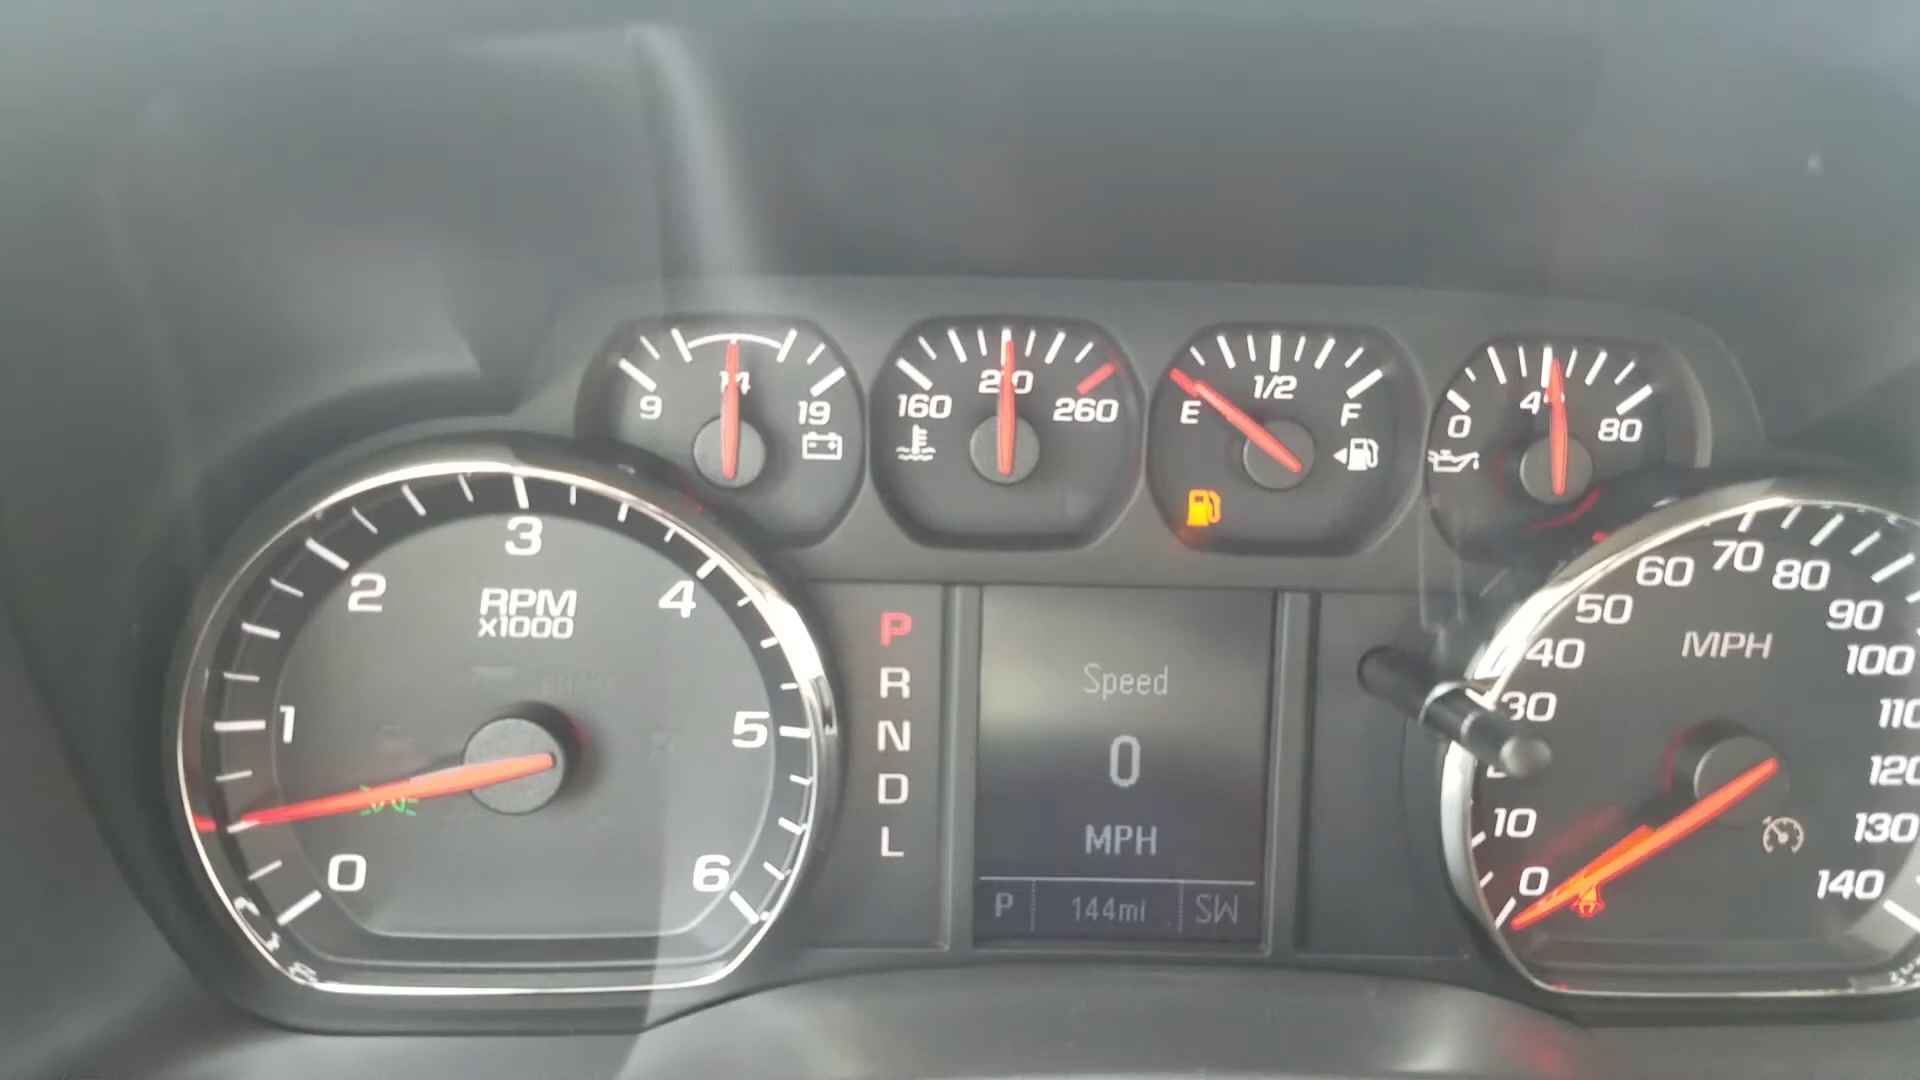 9 14 19
160 210 260
E 1/2 F
0 80
0 1 2 3 4 5 6
RPM
x1000
P
R
N
D
L
Speed
0
MPH
P 144mi SW
0 10 30 40 50 60 70 80 90 100 110 120 130 140
MPH